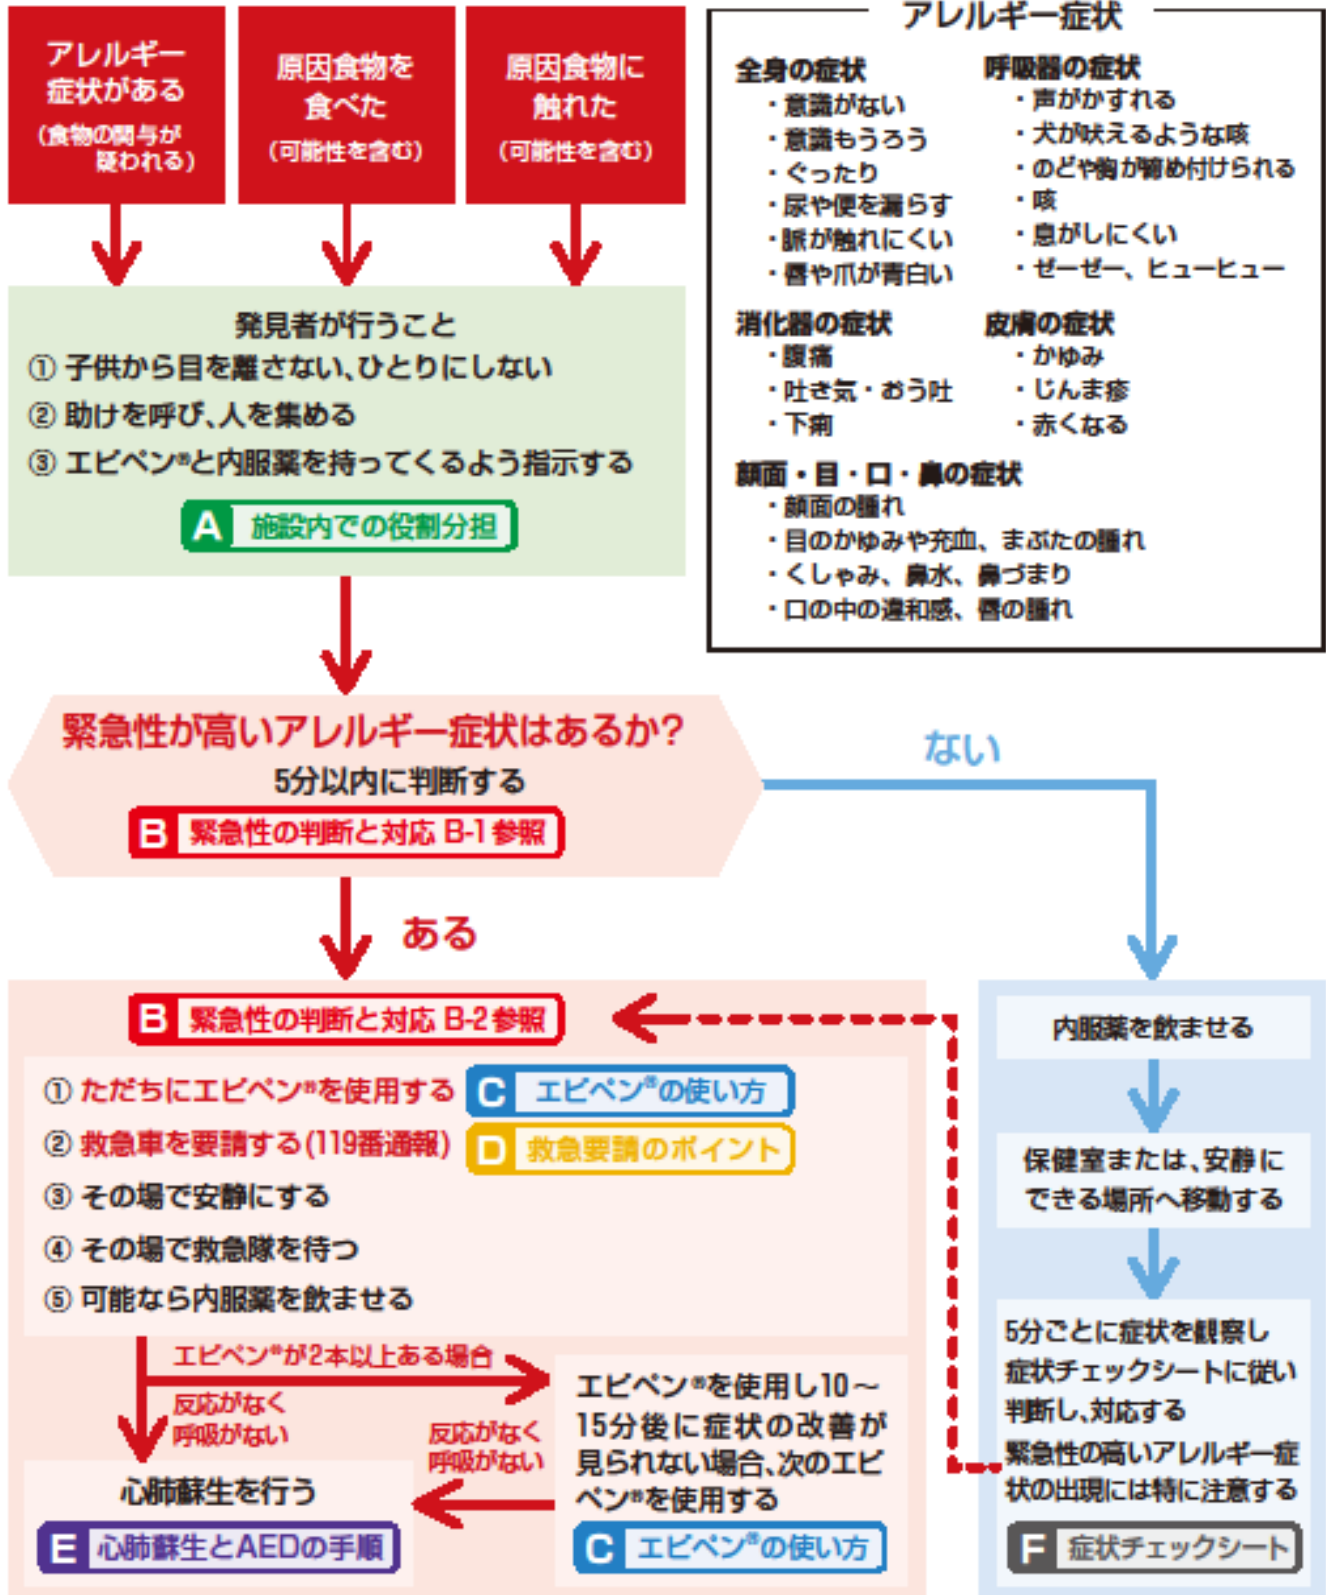 アレルギー
症状がある
(食物の関与が
疑われる)
原因食物を
食べた
(可能性を含む)
原因食物に
触れた
(可能性を含む)
アレルギー症状
全身の症状
・意識がない
・意識もうろう
・ぐったり
・尿や便を漏らす
・脈が触れにくい
・唇や爪が青白い
呼吸器の症状
・声がかすれる
・犬が吠えるような咳
・のどや胸が締め付けられる
・咳
・息がしにくい
・ゼーゼー、ヒューヒュー
消化器の症状
・腹痛
・吐き気・おう吐
・下痢
皮膚の症状
・かゆみ
・じんま疹
・赤くなる
顔面・目・口・鼻の症状
・顔面の腫れ
・目のかゆみや充血、まぶたの腫れ
・くしゃみ、鼻水、鼻づまり
・口の中の違和感、唇の腫れ
発見者が行うこと
① 子供から目を離さない、ひとりにしない
② 助けを呼び、人を集める
③ エピペン®と内服薬を持ってくるよう指示する
A 施設内での役割分担
緊急性が高いアレルギー症状はあるか?
5分以内に判断する
B 緊急性の判断と対応 B-1参照
ない
ある
B 緊急性の判断と対応 B-2参照
① ただちにエピペン®を使用する
C エピペン®の使い方
② 救急車を要請する(119番通報)
D 救急要請のポイント
③ その場で安静にする
④ その場で救急隊を待つ
⑤ 可能なら内服薬を飲ませる
エピペン®が2本以上ある場合
反応がなく
呼吸がない
エピペン®を使用し10～
15分後に症状の改善が
見られない場合、次のエピ
ペン®を使用する
C エピペン®の使い方
反応がなく
呼吸がない
心肺蘇生を行う
E 心肺蘇生とAEDの手順
内服薬を飲ませる
保健室または、安静に
できる場所へ移動する
5分ごとに症状を観察し
症状チェックシートに従い
判断し、対応する
緊急性の高いアレルギー症
状の出現には特に注意する
F 症状チェックシート